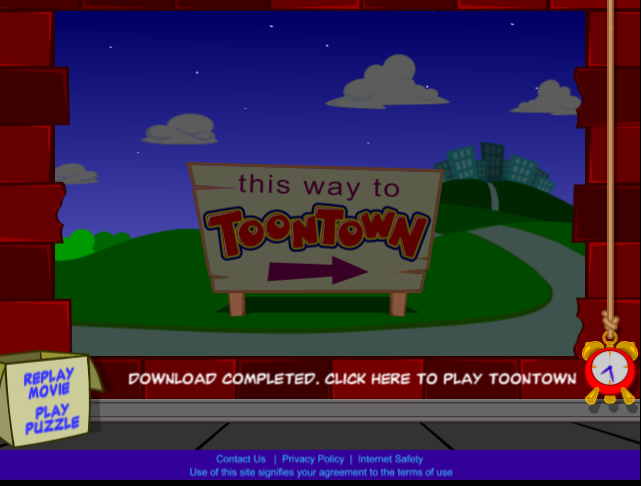 this way to
TOONTOWN
DOWNLOAD COMPLETED. CLICK HERE TO PLAY TOONTOWN
REPLAY
MOVIE
PLAY
PUZZLE
Contact Us | Privacy Policy | Internet Safety
Use of this site signifies your agreement to the terms of use